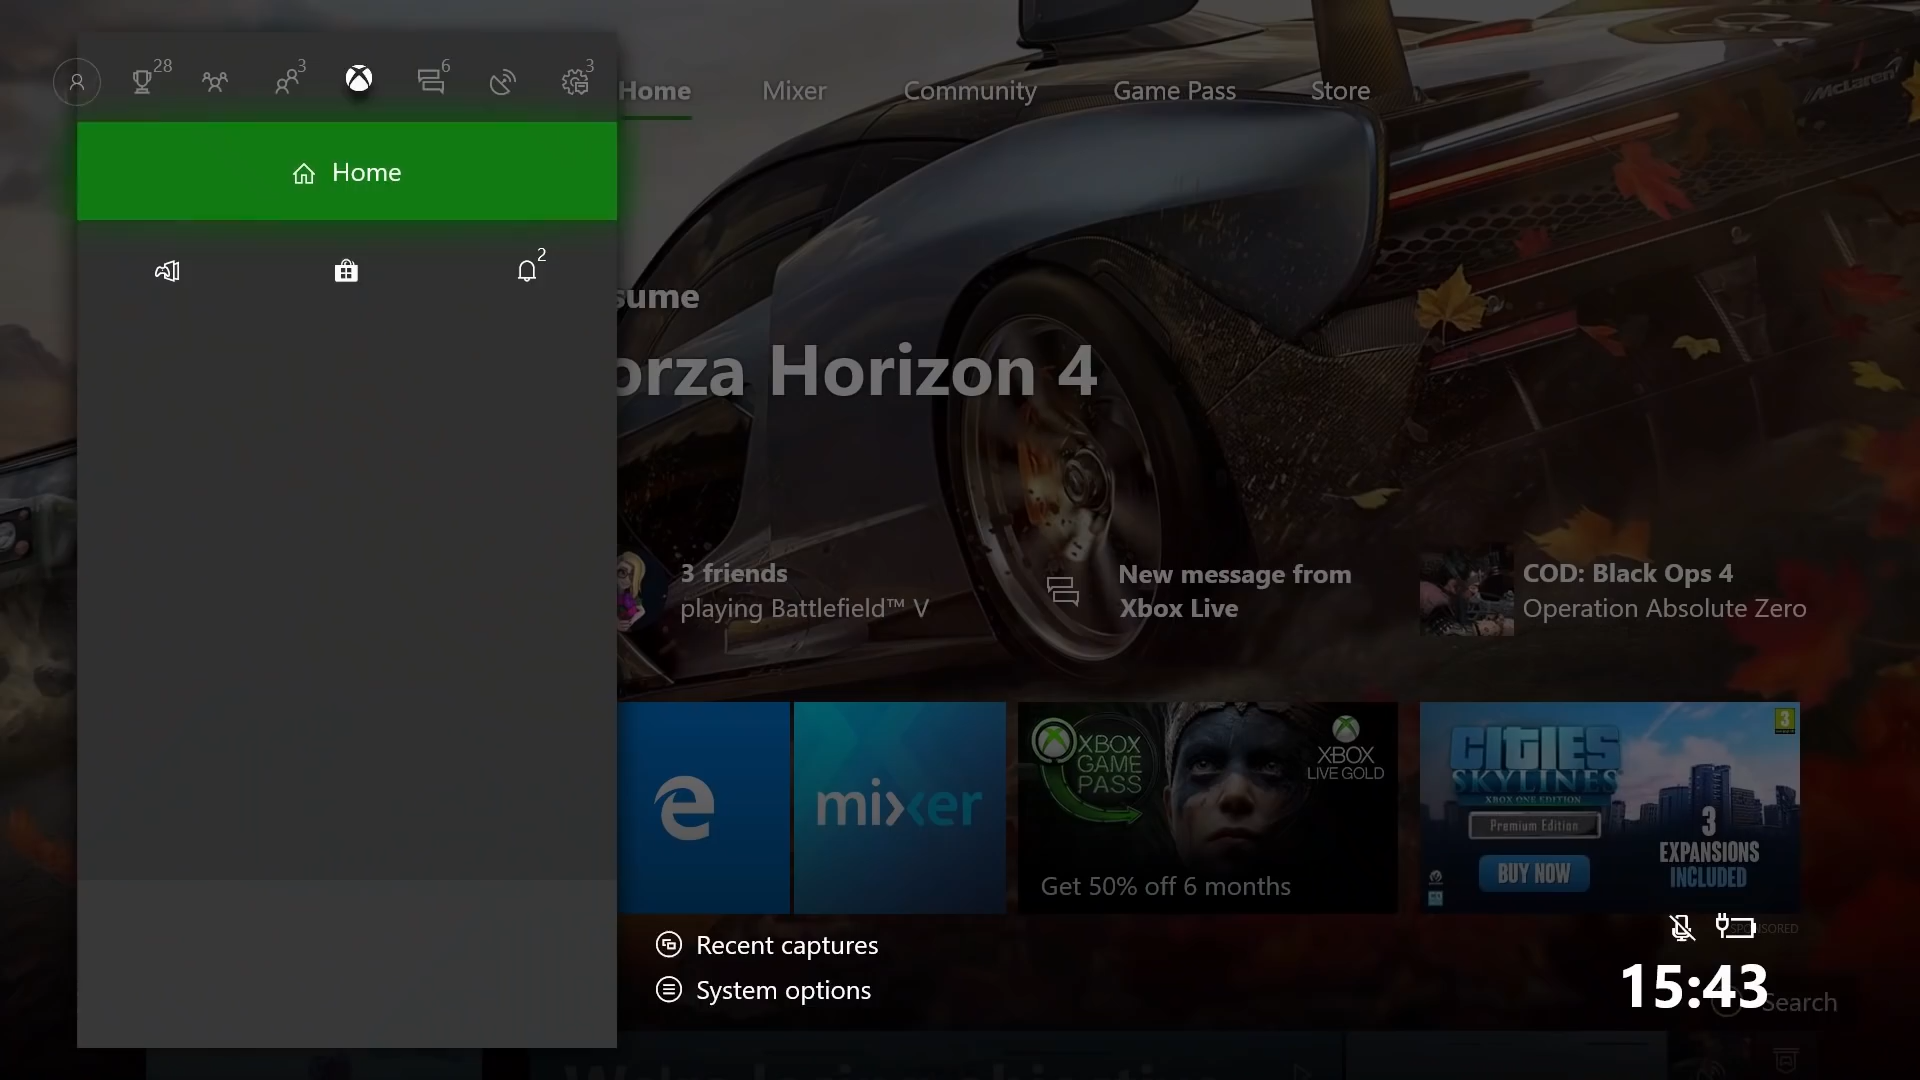 28
3
6
3
Home
Mixer
Community
Game Pass
Store
McLaren
Home
2
sume
orza Horizon 4
3 friends
playing Battlefield™ V
New message from
Xbox Live
COD: Black Ops 4
Operation Absolute Zero
e
mixer
XBOX
GAME
PASS
XBOX
LIVE GOLD
Get 50% off 6 months
3
CITIES
SKYLINES
XBOX ONE EDITION
Premium Edition
BUY NOW
3
EXPANSIONS
INCLUDED
SPONSORED
Recent captures
System options
15:43
Search